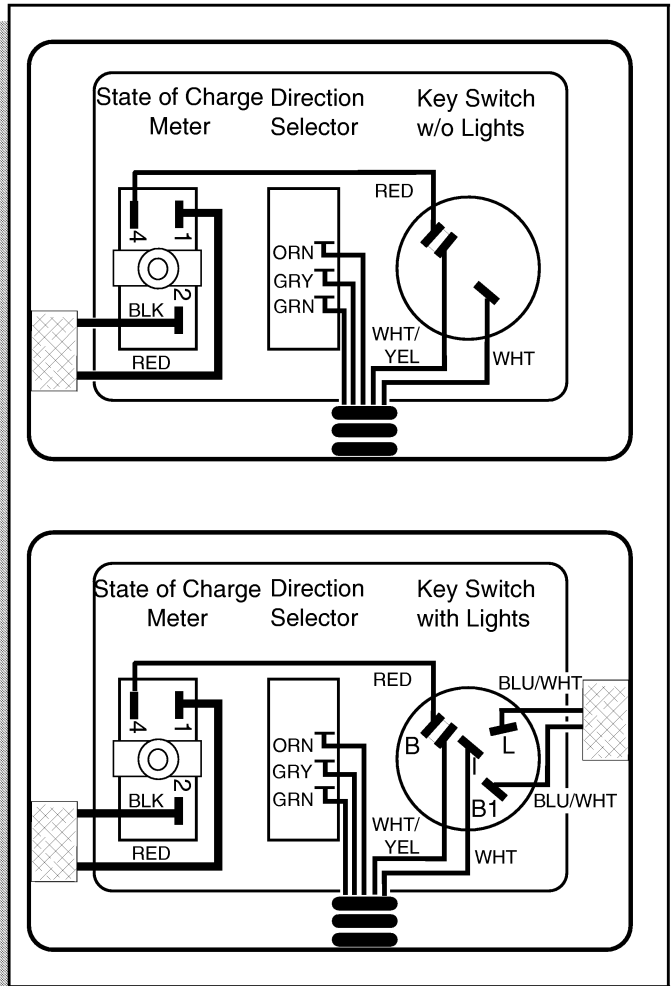 State of Charge Meter
Direction Selector
Key Switch w/o Lights
RED
4
1
ORN
GRY
GRN
2
BLK
RED
WHT/
YEL
WHT
State of Charge Meter
Direction Selector
Key Switch with Lights
RED
BLU/WHT
4
1
B
L
I
ORN
GRY
GRN
2
BLK
B1
BLU/WHT
RED
WHT/
YEL
WHT